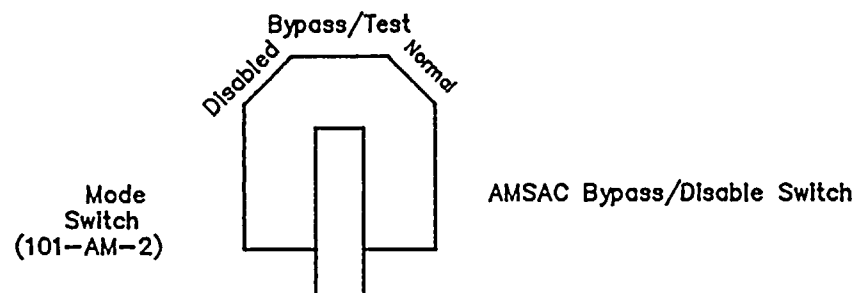 Bypass/Test
Disabled
Normal
Mode
Switch
(101-AM-2)
AMSAC Bypass/Disable Switch